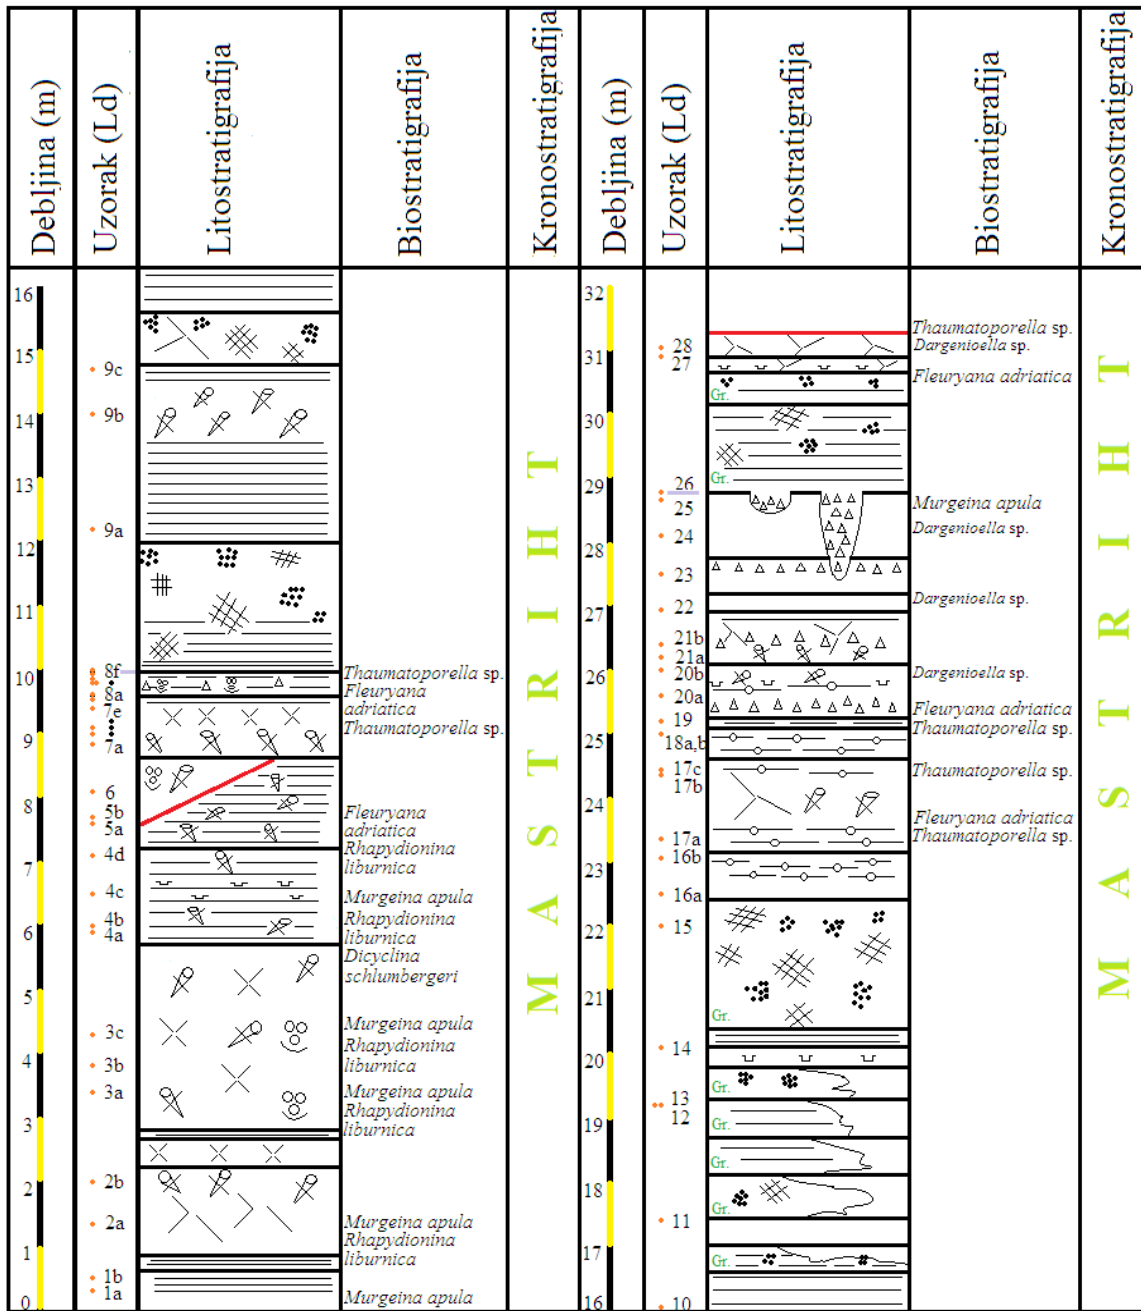 Debljina (m)
Uzorak (Ld)
Litostratigrafija
Biostratigrafija
Kronostratigrafija
Debljina (m)
Uzorak (Ld)
Litostratigrafija
Biostratigrafija
Kronostratigrafija
16
15
14
13
12
11
10
9
8
7
6
5
4
3
2
1
0
9c
9b
9a
8f
8a
7e
7a
6
5b
5a
4d
4c
4b
4a
3c
3b
3a
2b
2a
1b
1a
Thaumatoporella sp.
Fleuryana
adriatica
Thaumatoporella sp.
Fleuryana
adriatica
Rhapydionina
liburnica
Murgeina apula
Rhapydionina
liburnica
Dicyclina
schlumbergeri
Murgeina apula
Rhapydionina
liburnica
Murgeina apula
Rhapydionina
liburnica
Murgeina apula
Rhapydionina
liburnica
Murgeina apula
MASTRIHT
32
31
30
29
28
27
26
25
24
23
22
21
20
19
18
17
16
28
27
26
25
24
23
22
21b
21a
20b
20a
19
18a,b
17c
17b
17a
16b
16a
15
14
13
12
11
10
Gr.
Gr.
Gr.
Gr.
Gr.
Gr.
Gr.
Gr.
Thaumatoporella sp.
Dargenioella sp.
Fleuryana adriatica
Murgeina apula
Dargenioella sp.
Dargenioella sp.
Dargenioella sp.
Fleuryana adriatica
Thaumatoporella sp.
Thaumatoporella sp.
Fleuryana adriatica
Thaumatoporella sp.
MASTRIHT